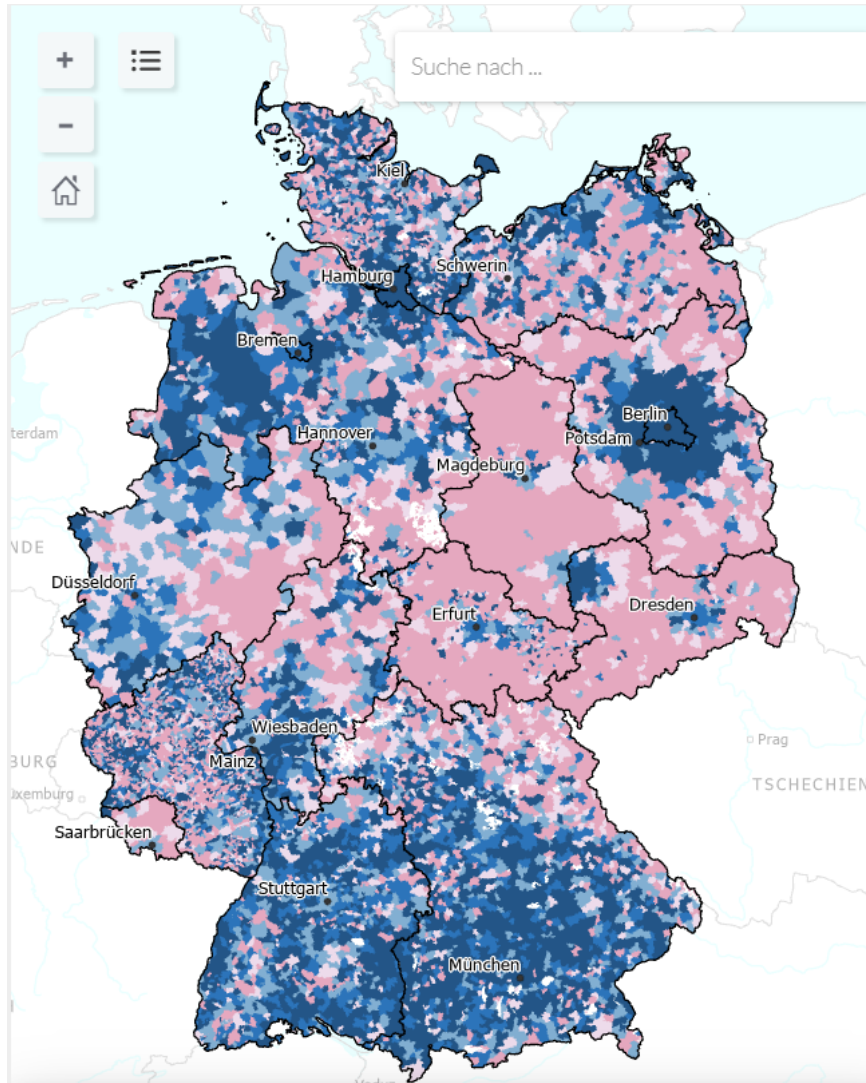 +
−
Suche nach ...
Kiel
Hamburg
Schwerin
Bremen
Hannover
Berlin
Potsdam
terdam
Magdeburg
NDE
Düsseldorf
Erfurt
Dresden
Wiesbaden
Mainz
Prag
BURG
TSCHECHIEN
uxemburg
Saarbrücken
Stuttgart
München